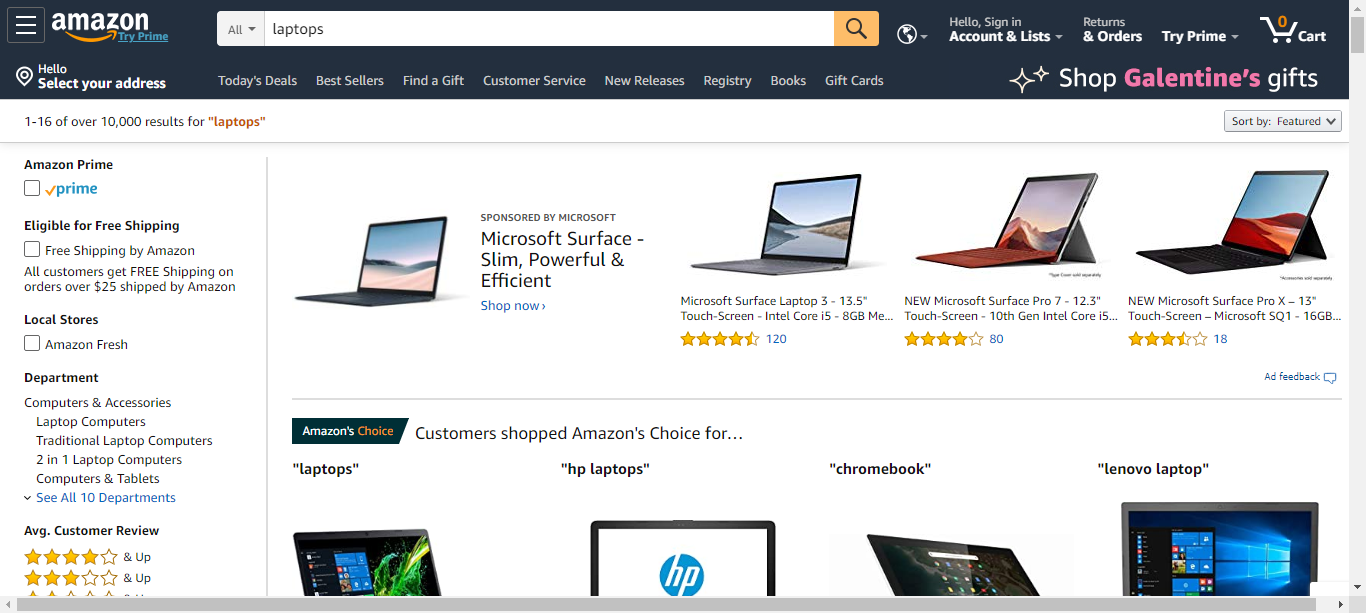 amazon
Try Prime
All
laptops
Hello, Sign in
Account & Lists
Returns
& Orders
Try Prime
0
Cart
Hello
Select your address
Today's Deals
Best Sellers
Find a Gift
Customer Service
New Releases
Registry
Books
Gift Cards
Shop Galentine's gifts
1-16 of over 10,000 results for "laptops"
Sort by: Featured
Amazon Prime
prime
Eligible for Free Shipping
Free Shipping by Amazon
All customers get FREE Shipping on
orders over $25 shipped by Amazon
Local Stores
Amazon Fresh
Department
Computers & Accessories
Laptop Computers
Traditional Laptop Computers
2 in 1 Laptop Computers
Computers & Tablets
See All 10 Departments
Avg. Customer Review
& Up
& Up
SPONSORED BY MICROSOFT
Microsoft Surface -
Slim, Powerful &
Efficient
Shop now ›
Microsoft Surface Laptop 3 - 13.5"
Touch-Screen - Intel Core i5 - 8GB Me...
120
*Type Cover sold separately
NEW Microsoft Surface Pro 7 - 12.3"
Touch-Screen - 10th Gen Intel Core i5...
80
*Accessories sold separately
NEW Microsoft Surface Pro X – 13"
Touch-Screen – Microsoft SQ1 - 16GB...
18
Ad feedback
Amazon's Choice
Customers shopped Amazon's Choice for…
"laptops"
"hp laptops"
"chromebook"
"lenovo laptop"
hp